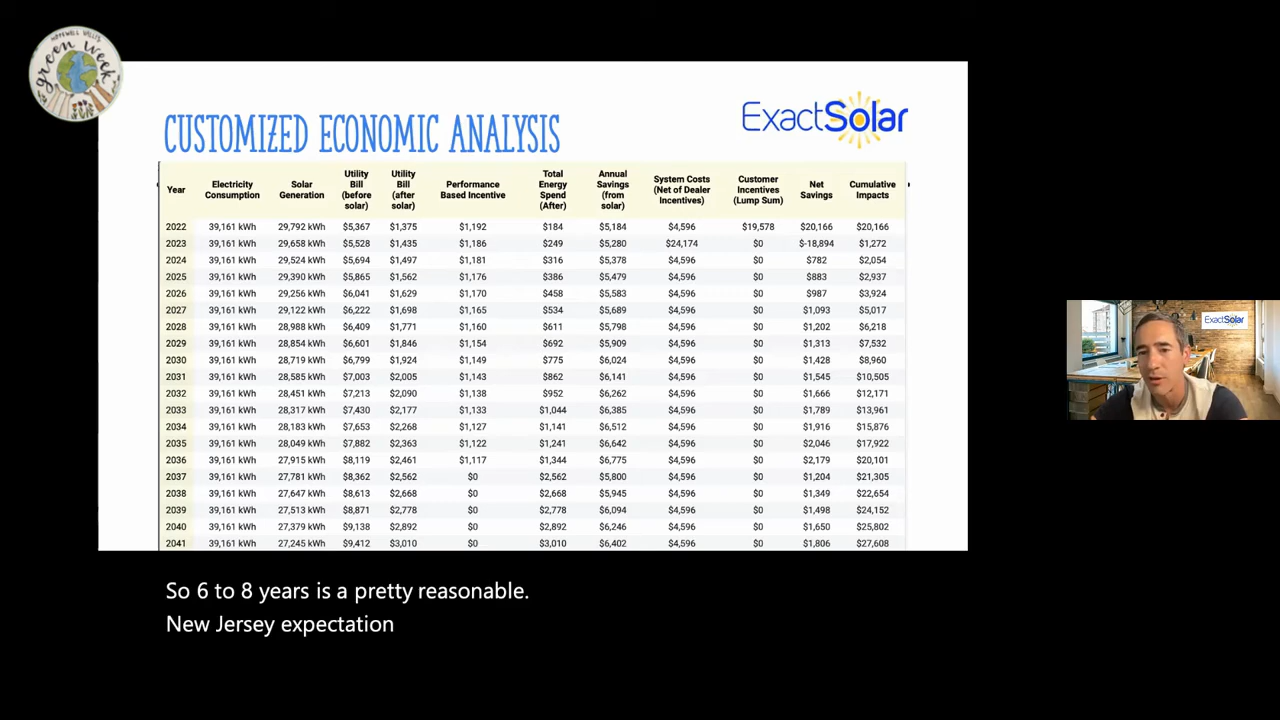 HOPEWELL VALLEY
green week
CUSTOMIZED ECONOMIC ANALYSIS
ExactSolar
Year Electricity Consumption Solar Generation Utility Bill (before solar) Utility Bill (after solar) Performance Based Incentive Total Energy Spend (After) Annual Savings (from solar) System Costs (Net of Dealer Incentives) Customer Incentives (Lump Sum) Net Savings Cumulative Impacts
2022 39,161 kWh 29,792 kWh $5,367 $1,375 $1,192 $184 $5,184 $4,596 $19,578 $20,166 $20,166
2023 39,161 kWh 29,658 kWh $5,528 $1,435 $1,186 $249 $5,280 $24,174 $0 $-18,894 $1,272
2024 39,161 kWh 29,524 kWh $5,694 $1,497 $1,181 $316 $5,378 $4,596 $0 $782 $2,054
2025 39,161 kWh 29,390 kWh $5,865 $1,562 $1,176 $386 $5,479 $4,596 $0 $883 $2,937
2026 39,161 kWh 29,256 kWh $6,041 $1,629 $1,170 $458 $5,583 $4,596 $0 $987 $3,924
2027 39,161 kWh 29,122 kWh $6,222 $1,698 $1,165 $534 $5,689 $4,596 $0 $1,093 $5,017
2028 39,161 kWh 28,988 kWh $6,409 $1,771 $1,160 $611 $5,798 $4,596 $0 $1,202 $6,218
2029 39,161 kWh 28,854 kWh $6,601 $1,846 $1,154 $692 $5,909 $4,596 $0 $1,313 $7,532
2030 39,161 kWh 28,719 kWh $6,799 $1,924 $1,149 $775 $6,024 $4,596 $0 $1,428 $8,960
2031 39,161 kWh 28,585 kWh $7,003 $2,005 $1,143 $862 $6,141 $4,596 $0 $1,545 $10,505
2032 39,161 kWh 28,451 kWh $7,213 $2,090 $1,138 $952 $6,262 $4,596 $0 $1,666 $12,171
2033 39,161 kWh 28,317 kWh $7,430 $2,177 $1,133 $1,044 $6,385 $4,596 $0 $1,789 $13,961
2034 39,161 kWh 28,183 kWh $7,653 $2,268 $1,127 $1,141 $6,512 $4,596 $0 $1,916 $15,876
2035 39,161 kWh 28,049 kWh $7,882 $2,363 $1,122 $1,241 $6,642 $4,596 $0 $2,046 $17,922
2036 39,161 kWh 27,915 kWh $8,119 $2,461 $1,117 $1,344 $6,775 $4,596 $0 $2,179 $20,101
2037 39,161 kWh 27,781 kWh $8,362 $2,562 $0 $2,562 $5,800 $4,596 $0 $1,204 $21,305
2038 39,161 kWh 27,647 kWh $8,613 $2,668 $0 $2,668 $5,945 $4,596 $0 $1,349 $22,654
2039 39,161 kWh 27,513 kWh $8,871 $2,778 $0 $2,778 $6,094 $4,596 $0 $1,498 $24,152
2040 39,161 kWh 27,379 kWh $9,138 $2,892 $0 $2,892 $6,246 $4,596 $0 $1,650 $25,802
2041 39,161 kWh 27,245 kWh $9,412 $3,010 $0 $3,010 $6,402 $4,596 $0 $1,806 $27,608
ExactSolar
So 6 to 8 years is a pretty reasonable.
New Jersey expectation